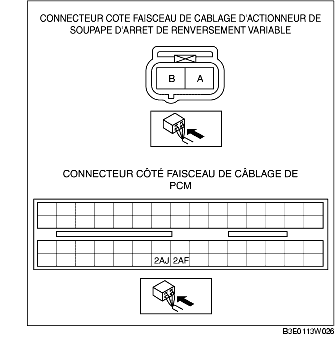 CONNECTEUR COTE FAISCEAU DE CABLAGE D'ACTIONNEUR DE
SOUPAPE D'ARRET DE RENVERSEMENT VARIABLE
B A
CONNECTEUR CÔTÉ FAISCEAU DE CÂBLAGE DE
PCM
2AJ 2AF
B3E0113W026